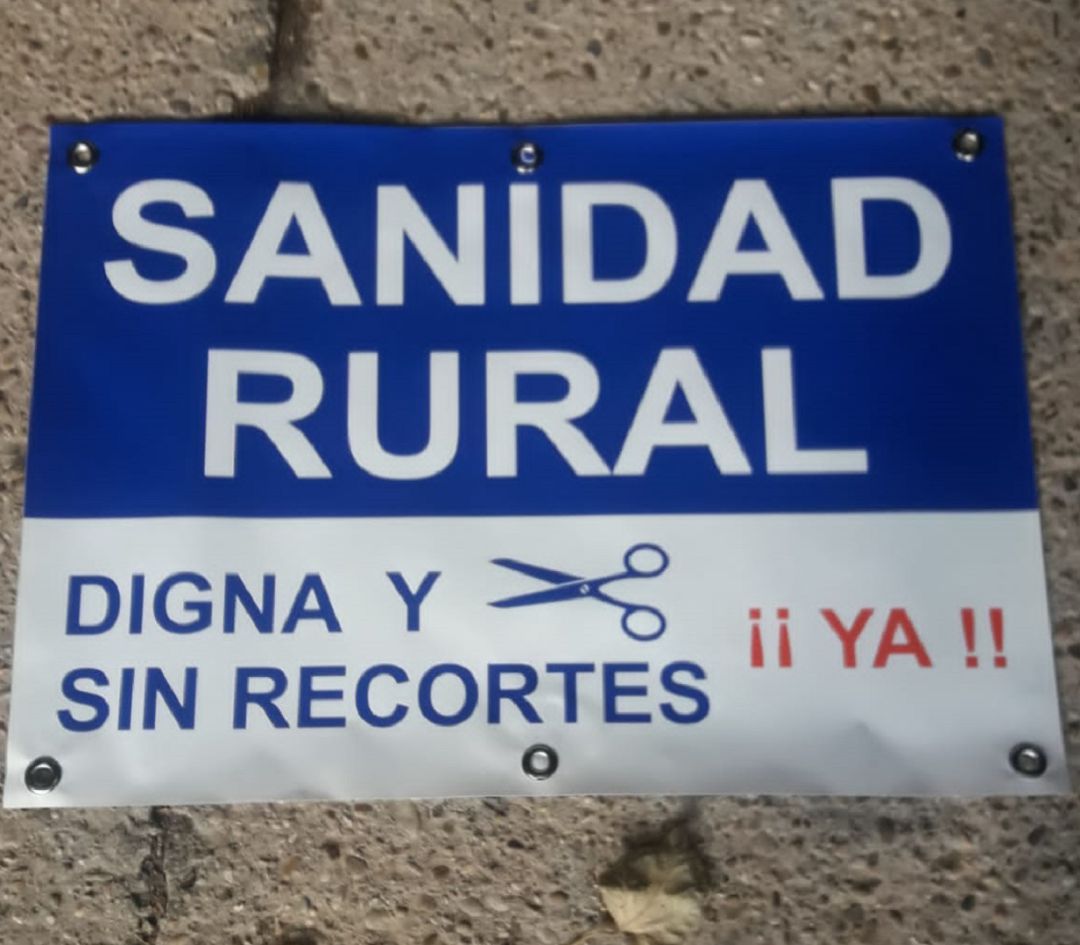 SANIDAD
RURAL
DIGNA Y
SIN RECORTES
¡¡ YA !!